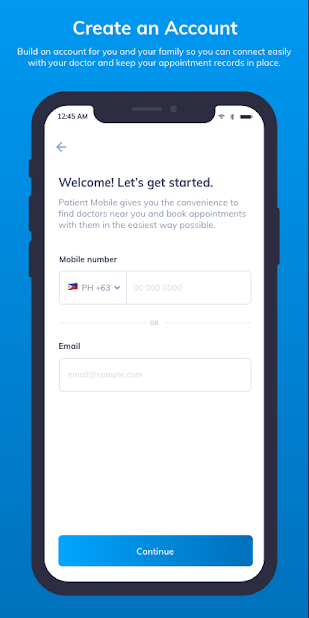 Create an Account
Build an account for you and your family so you can connect easily
with your doctor and keep your appointment records in place.
12:45 AM
Welcome! Let's get started.
Patient Mobile gives you the convenience to
find doctors near you and book appointments
with them in the easiest way possible.
Mobile number
PH +63 00 000 0000
OR
Email
email@sample.com
Continue